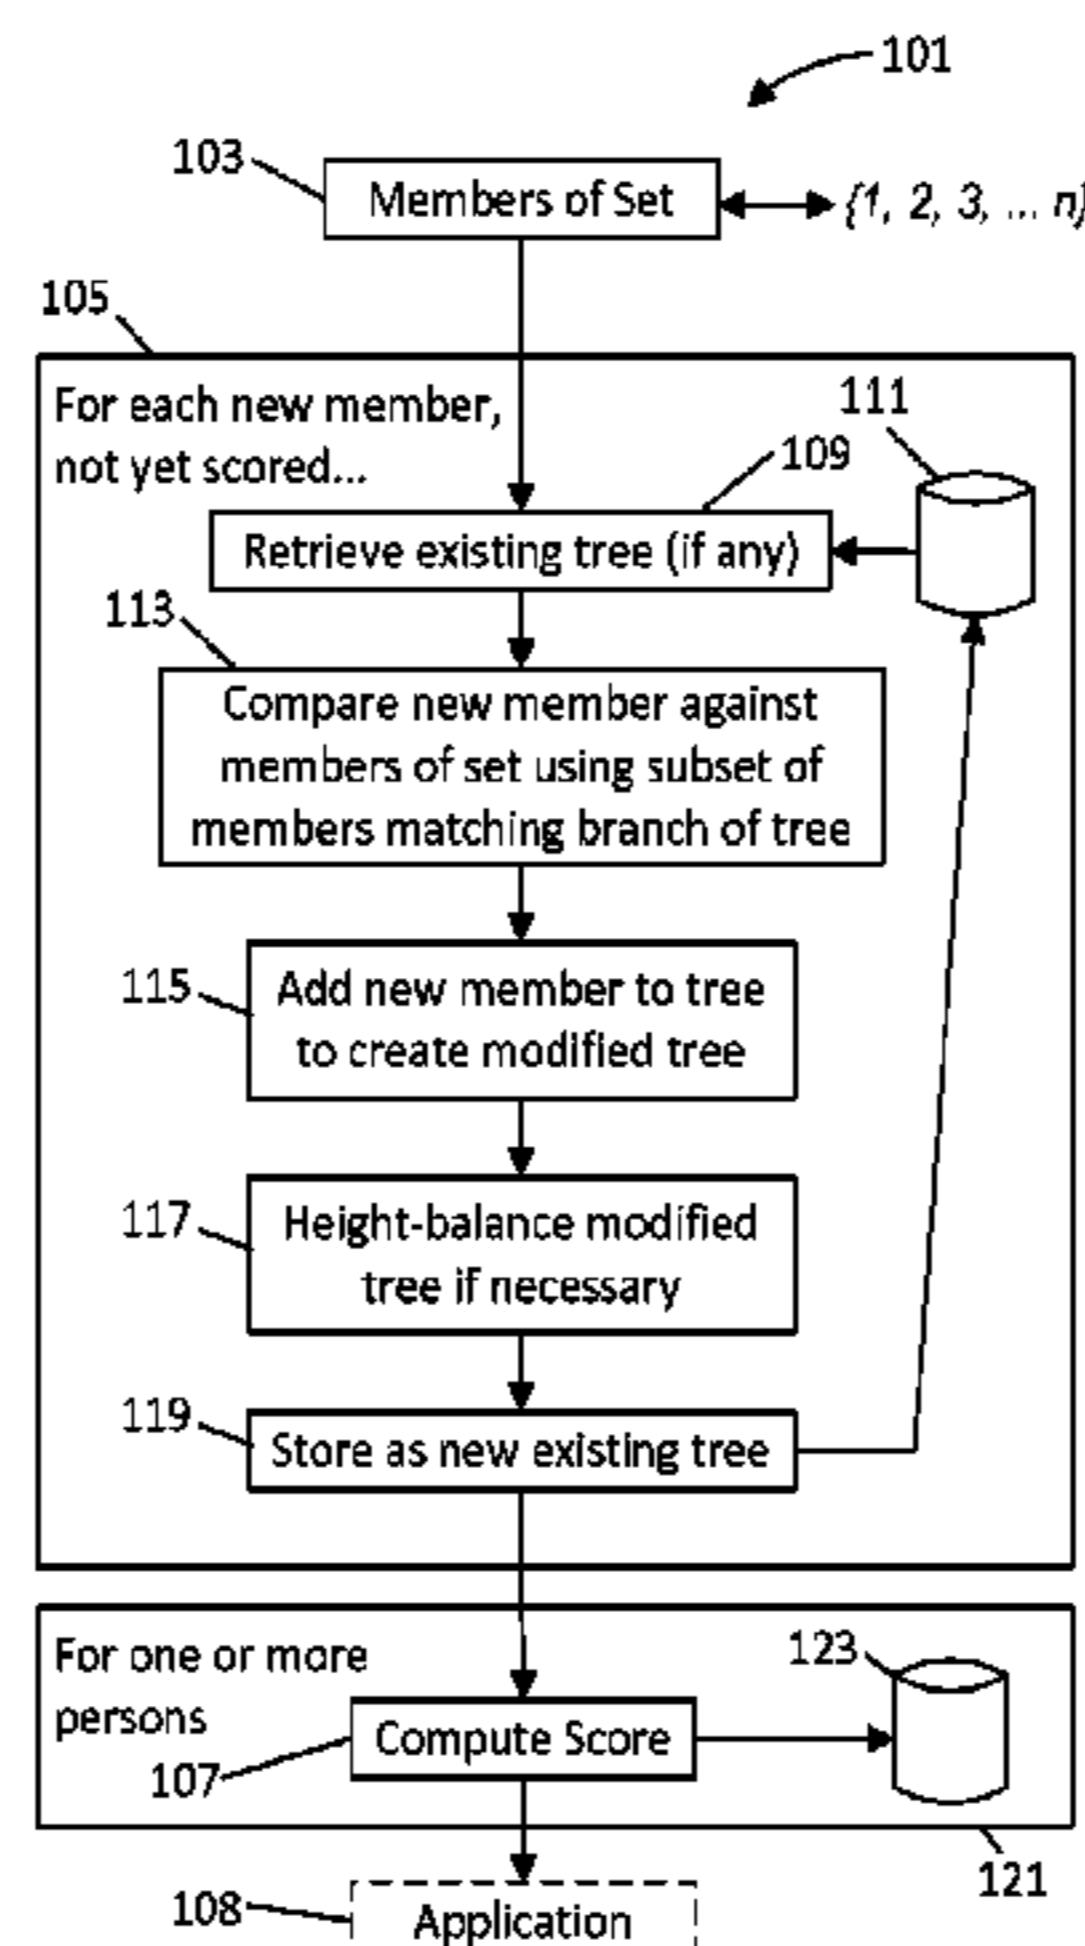 101
103
Members of Set
{1, 2, 3, ... n}
105
For each new member,
not yet scored...
111
109
Retrieve existing tree (if any)
113
Compare new member against
members of set using subset of
members matching branch of tree
115
Add new member to tree
to create modified tree
117
Height-balance modified
tree if necessary
119
Store as new existing tree
For one or more
persons
123
107
Compute Score
121
108
Application